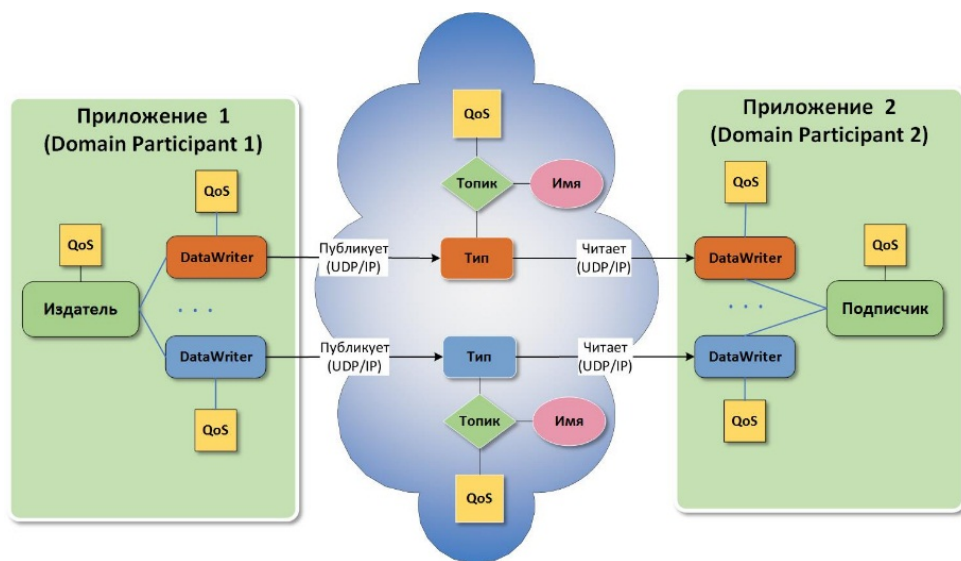 Приложение 1
(Domain Participant 1)
QoS
QoS
DataWriter
Издатель
. . .
DataWriter
QoS
Публикует
(UDP/IP)
Публикует
(UDP/IP)
QoS
Топик
Имя
Тип
Тип
Топик
Имя
QoS
Читает
(UDP/IP)
Читает
(UDP/IP)
Приложение 2
(Domain Participant 2)
QoS
QoS
DataWriter
. . .
Подписчик
DataWriter
QoS